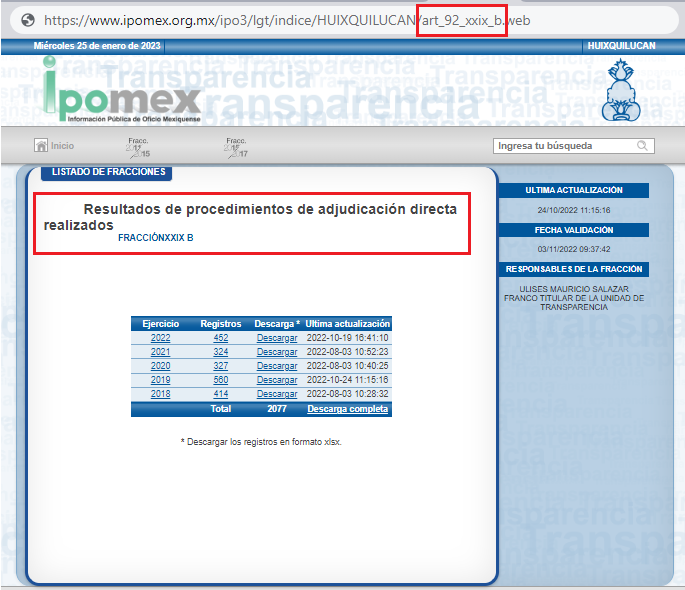 https://www.ipomex.org.mx/ipo3/lgt/indice/HUIXQUILUCAN/art_92_xxix_b.web
Miércoles 25 de enero de 2023
HUIXQUILUCAN
Transparencia
ipomex
Información Pública de Oficio Mexiquense
Inicio
Fracc.
Fracc.
Ingresa tu búsqueda
LISTADO DE FRACCIONES
Resultados de procedimientos de adjudicación directa
realizados
FRACCIÓNXXIX B
Ejercicio Registros Descarga * Ultima actualización
2022 452 Descargar 2022-10-19 16:41:10
2021 324 Descargar 2022-08-03 10:52:23
2020 327 Descargar 2022-08-03 10:40:25
2019 560 Descargar 2022-10-24 11:15:16
2018 414 Descargar 2022-08-03 10:28:32
Total 2077 Descarga completa
* Descargar los registros en formato xlsx.
ULTIMA ACTUALIZACIÓN
24/10/2022 11:15:16
FECHA VALIDACIÓN
03/11/2022 09:37:42
RESPONSABLES DE LA FRACCIÓN
ULISES MAURICIO SALAZAR
FRANCO TITULAR DE LA UNIDAD DE
TRANSPARENCIA